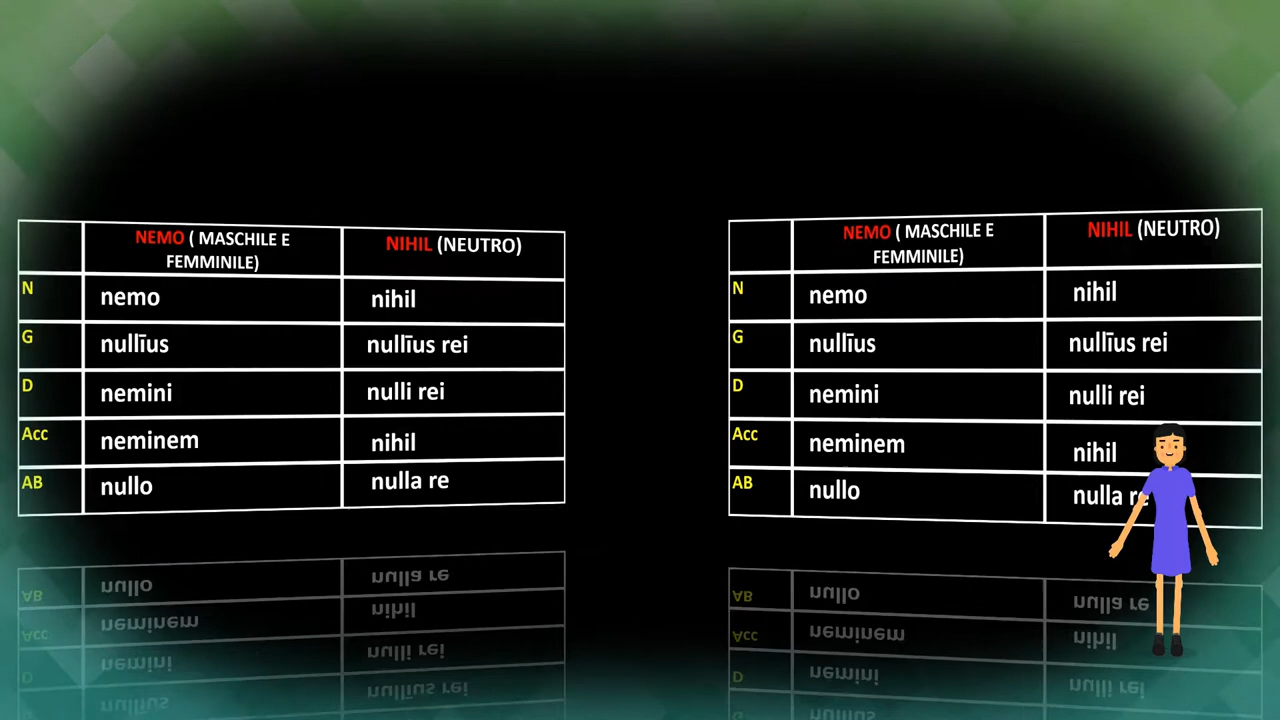 NEMO ( MASCHILE E
FEMMINILE)
NIHIL (NEUTRO)
N
nemo
nihil
G
nullīus
nullīus rei
D
nemini
nulli rei
Acc
neminem
nihil
AB
nullo
nulla re
NEMO ( MASCHILE E
FEMMINILE)
NIHIL (NEUTRO)
N
nemo
nihil
G
nullīus
nullīus rei
D
nemini
nulli rei
Acc
neminem
nihil
AB
nullo
nulla re